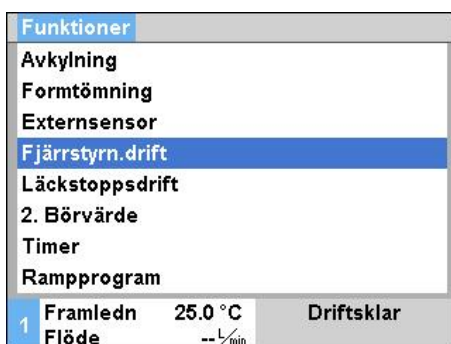 Funktioner
Avkylning
Formtömning
Externsensor
Fjärrstyrn.drift
Läckstoppsdrift
2. Börvärde
Timer
Rampprogram
1 Framledn 25.0 °C Driftsklar
Flöde -- L/min